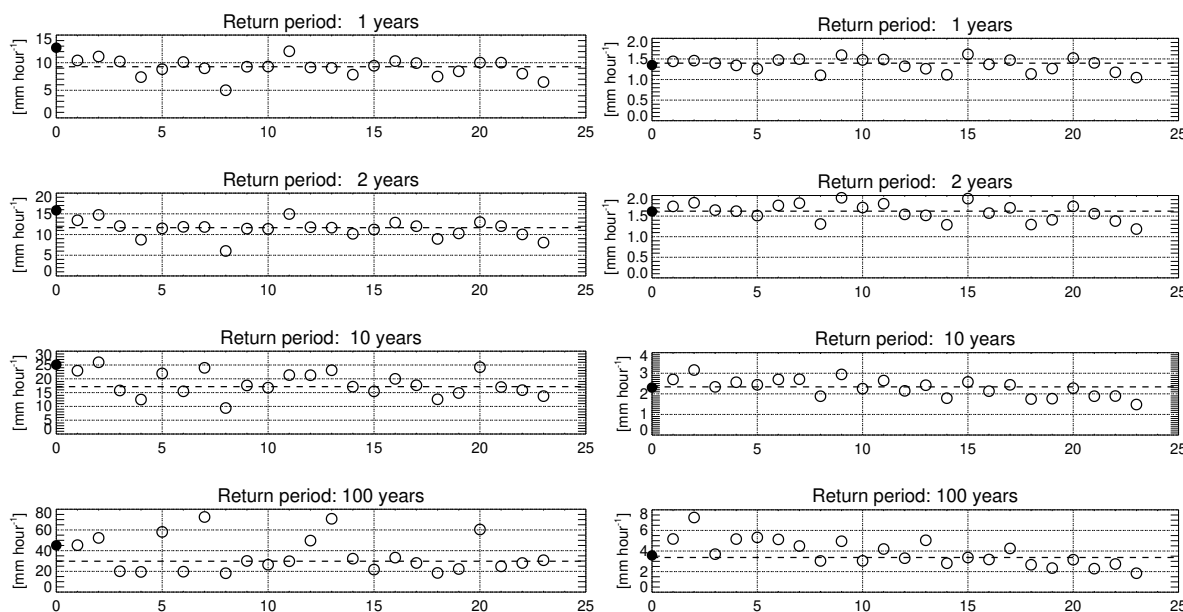 Return period: 1 years
[mm hour-1]
15
10
5
0
0 5 10 15 20 25
Return period: 2 years
[mm hour-1]
20
15
10
5
0
0 5 10 15 20 25
Return period: 10 years
[mm hour-1]
30
25
20
15
10
5
0
0 5 10 15 20 25
Return period: 100 years
[mm hour-1]
80
60
40
20
0
0 5 10 15 20 25
Return period: 1 years
[mm hour-1]
2.0
1.5
1.0
0.5
0.0
0 5 10 15 20 25
Return period: 2 years
[mm hour-1]
2.0
1.5
1.0
0.5
0.0
0 5 10 15 20 25
Return period: 10 years
[mm hour-1]
4
3
2
1
0
0 5 10 15 20 25
Return period: 100 years
[mm hour-1]
8
6
4
2
0
0 5 10 15 20 25